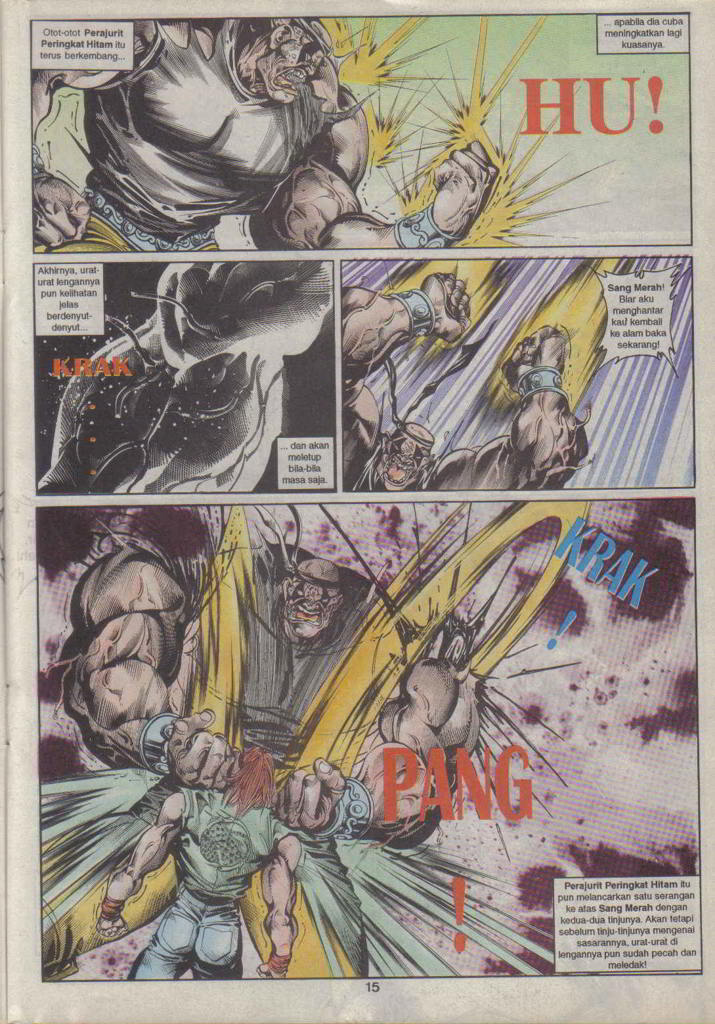 Otot-otot Perajurit
Peringkat Hitam itu
terus berkembang...
... apabila dia cuba
meningkatkan lagi
kuasanya.
HU!
Akhirnya, urat-
urat lengannya
pun kelihatan
jelas
berdenyut-
denyut...
KRAK
...
... dan akan
meletup
bila-bila
masa saja.
Sang Merah!
Biar aku
menghantar
kau kembali
ke alam baka
sekarang!
KRAK
!
PANG
!
Perajurit Peringkat Hitam itu
pun melancarkan satu serangan
ke atas Sang Merah dengan
kedua-dua tinjunya. Akan tetapi
sebelum tinju-tinjunya mengenai
sasarannya, urat-urat di
lengannya pun sudah pecah dan
meledak!
15